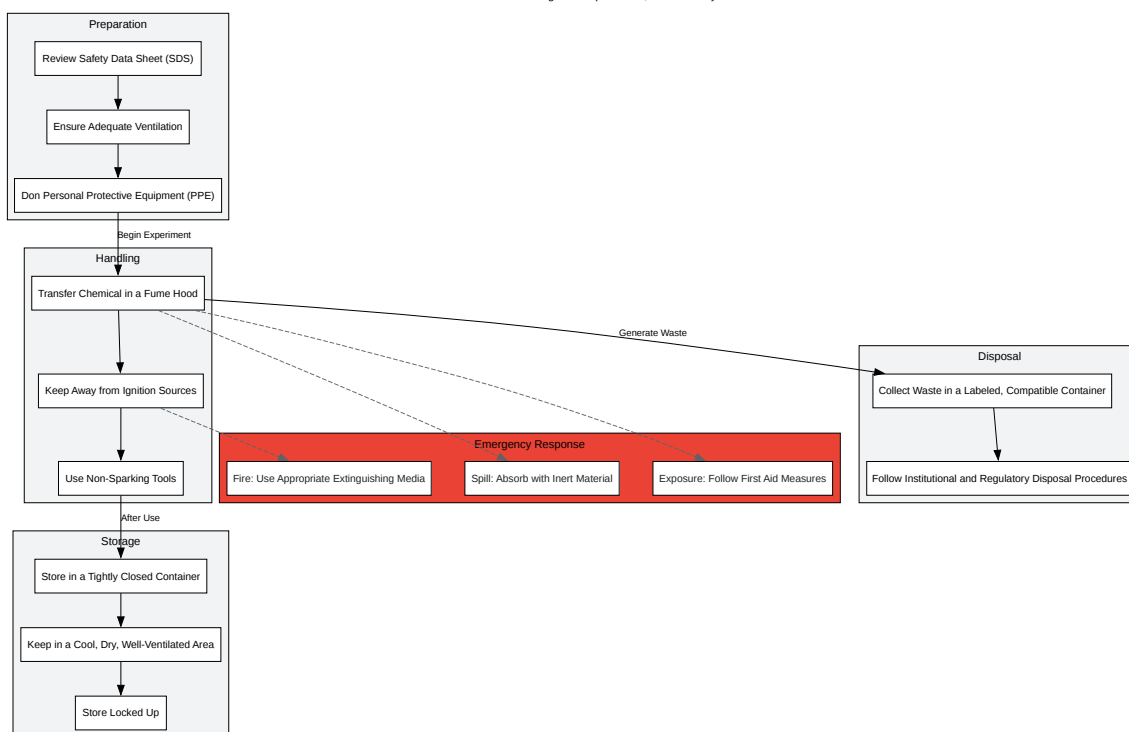 Preparation
Review Safety Data Sheet (SDS)
Ensure Adequate Ventilation
Don Personal Protective Equipment (PPE)
Begin Experiment
Handling
Transfer Chemical in a Fume Hood
Generate Waste
Disposal
Keep Away from Ignition Sources
Collect Waste in a Labeled, Compatible Container
Emergency Response
Use Non-Sparking Tools
Fire: Use Appropriate Extinguishing Media
Spill: Absorb with Inert Material
Exposure: Follow First Aid Measures
Follow Institutional and Regulatory Disposal Procedures
After Use
Storage
Store in a Tightly Closed Container
Keep in a Cool, Dry, Well-Ventilated Area
Store Locked Up